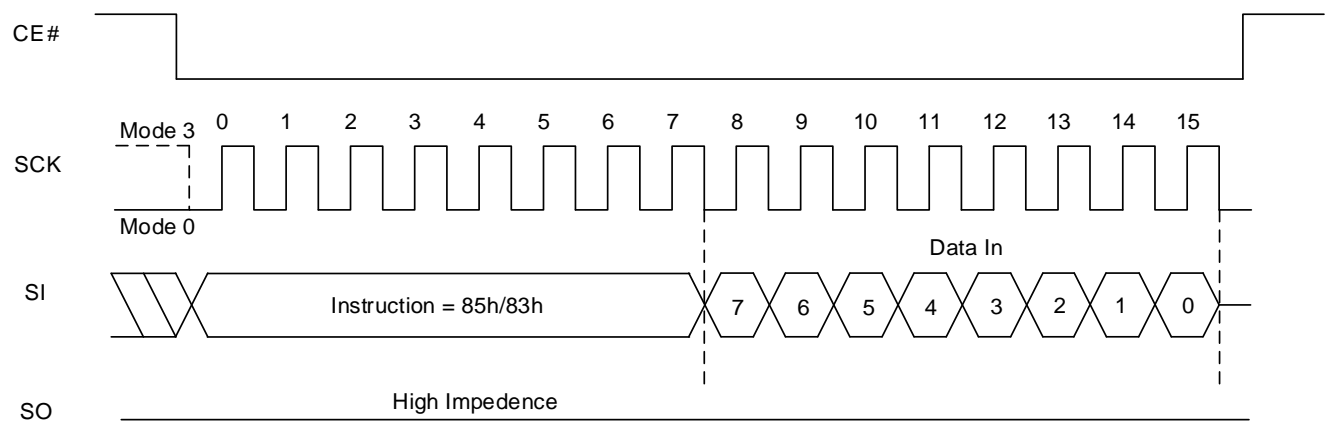 CE#
Mode 3 0 1 2 3 4 5 6 7 8 9 10 11 12 13 14 15
SCK
Mode 0
Data In
SI Instruction = 85h/83h 7 6 5 4 3 2 1 0
High Impedence
SO